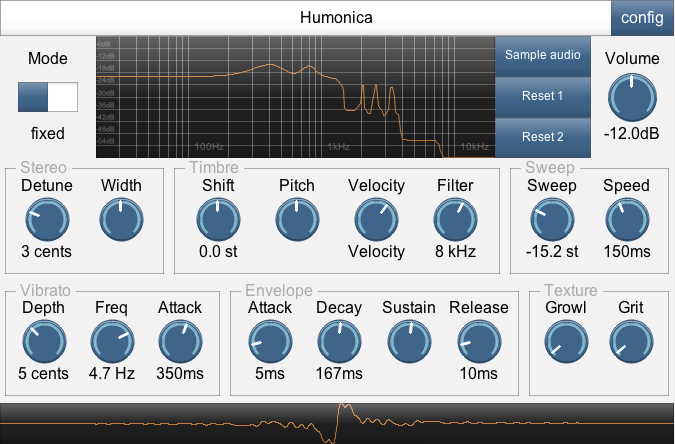 Humonica
config
Mode
fixed
-6dB
-12dB
-18dB
-24dB
-30dB
-36dB
-42dB
-48dB
-54dB
100Hz
1kHz
10kHz
Sample audio
Reset 1
Reset 2
Volume
-12.0dB
Stereo
Detune
Width
3 cents
Timbre
Shift
Pitch
Velocity
Filter
0.0 st
Velocity
8 kHz
Sweep
Sweep
Speed
-15.2 st
150ms
Vibrato
Depth
Freq
Attack
5 cents
4.7 Hz
350ms
Envelope
Attack
Decay
Sustain
Release
5ms
167ms
10ms
Texture
Growl
Grit